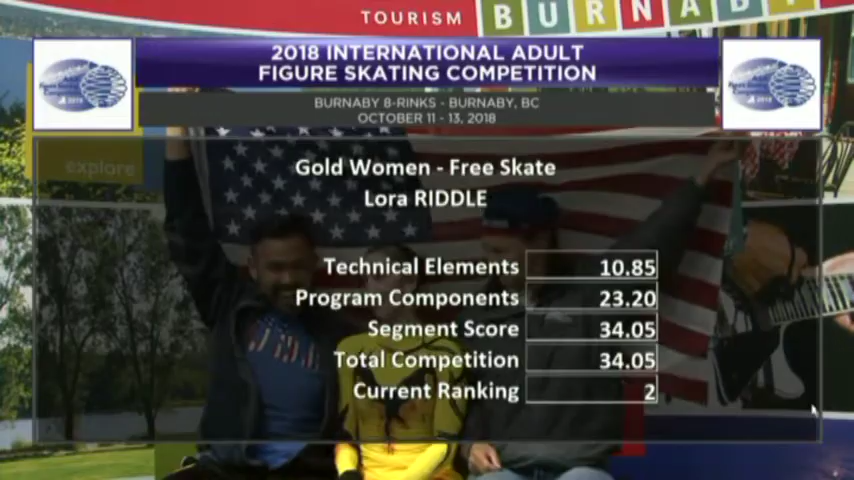 TOURISM BURNABY
2018 INTERNATIONAL ADULT
FIGURE SKATING COMPETITION
BURNABY 8-RINKS - BURNABY, BC
OCTOBER 11 - 13, 2018
explore
Gold Women - Free Skate
Lora RIDDLE
Technical Elements 10.85
Program Components 23.20
Segment Score 34.05
Total Competition 34.05
Current Ranking 2